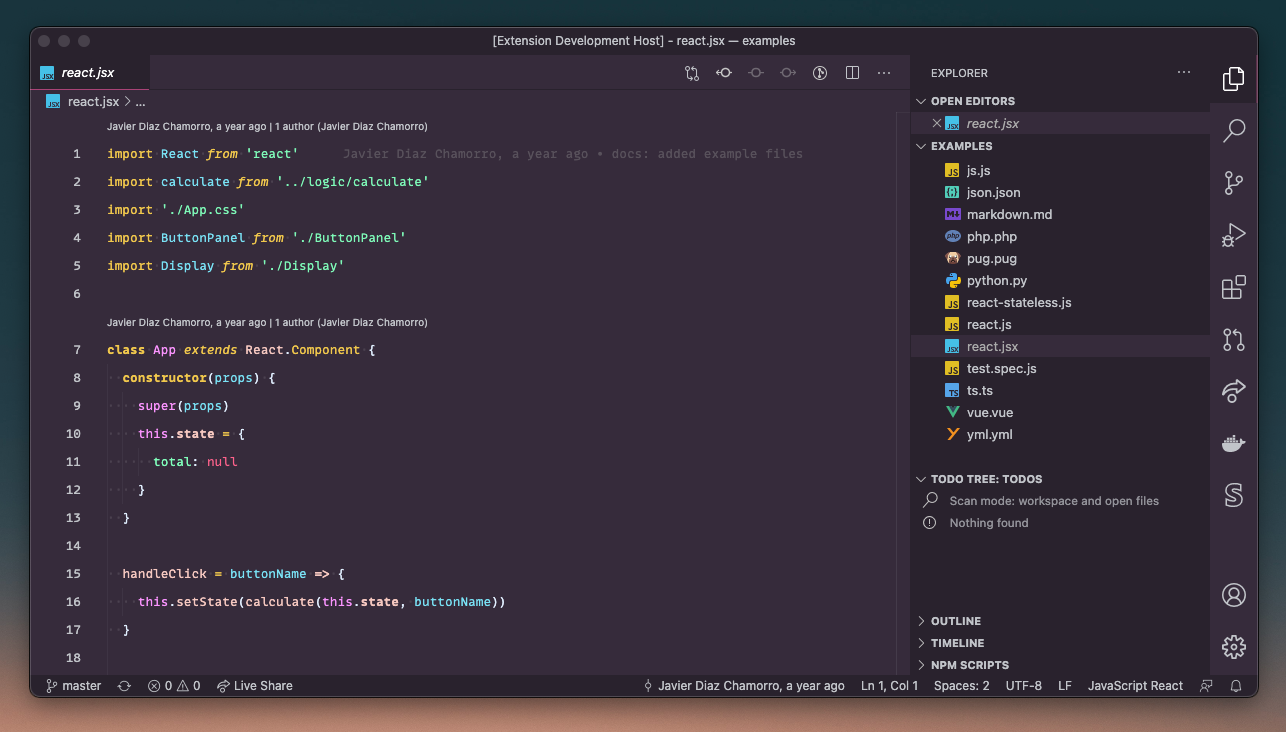 [Extension Development Host] - react.jsx — examples
react.jsx
react.jsx > ...
Javier Diaz Chamorro, a year ago | 1 author (Javier Diaz Chamorro)
1 import React from 'react' Javier Diaz Chamorro, a year ago • docs: added example files
2 import calculate from '../logic/calculate'
3 import './App.css'
4 import ButtonPanel from './ButtonPanel'
5 import Display from './Display'
6
Javier Diaz Chamorro, a year ago | 1 author (Javier Diaz Chamorro)
7 class App extends React.Component {
8 constructor(props) {
9 super(props)
10 this.state = {
11 total: null
12 }
13 }
14
15 handleClick = buttonName => {
16 this.setState(calculate(this.state, buttonName))
17 }
18
EXPLORER
OPEN EDITORS
react.jsx
EXAMPLES
JS js.js
json.json
markdown.md
php php.php
pug.pug
python.py
JS react-stateless.js
JS react.js
JSX react.jsx
JS test.spec.js
TS ts.ts
vue.vue
yml.yml
TODO TREE: TODOS
Scan mode: workspace and open files
Nothing found
OUTLINE
TIMELINE
NPM SCRIPTS
master 0 0 Live Share Javier Diaz Chamorro, a year ago Ln 1, Col 1 Spaces: 2 UTF-8 LF JavaScript React